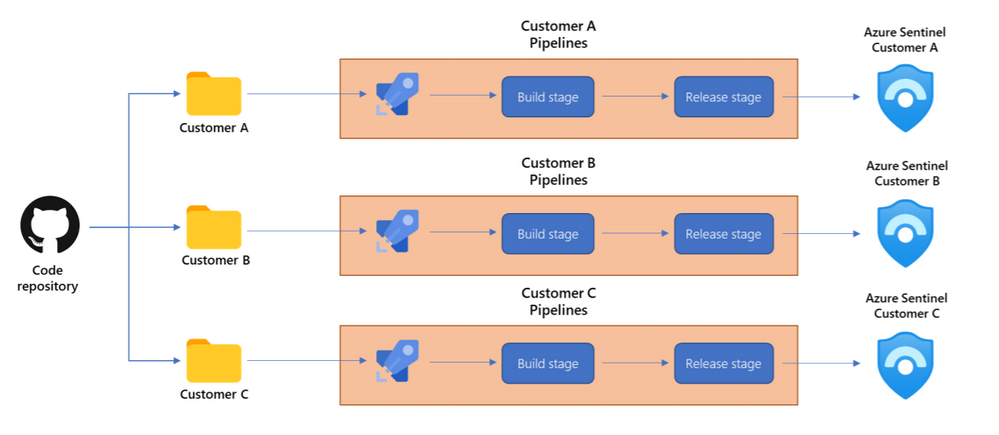 Customer A
Pipelines
Azure Sentinel
Customer A
Customer A
Build stage
Release stage
Customer B
Pipelines
Azure Sentinel
Customer B
Code
repository
Customer B
Build stage
Release stage
Customer C
Pipelines
Azure Sentinel
Customer C
Customer C
Build stage
Release stage